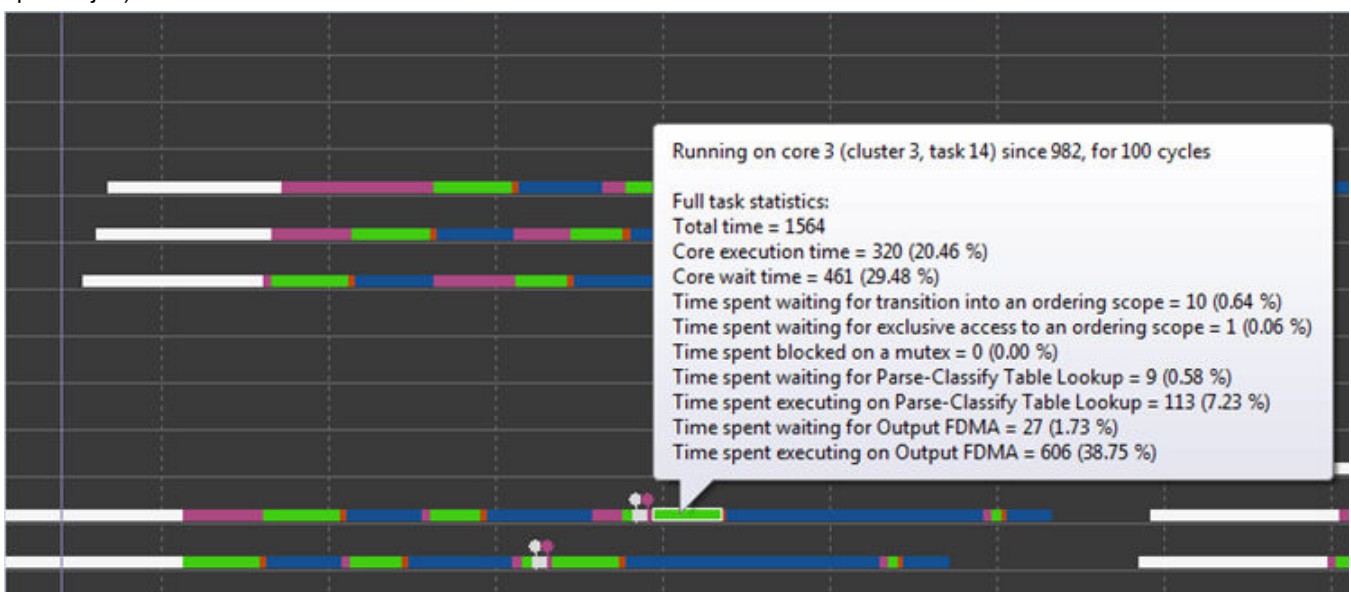 Running on core 3 (cluster 3, task 14) since 982, for 100 cycles
Full task statistics:
Total time = 1564
Core execution time = 320 (20.46 %)
Core wait time = 461 (29.48 %)
Time spent waiting for transition into an ordering scope = 10 (0.64 %)
Time spent waiting for exclusive access to an ordering scope = 1 (0.06 %)
Time spent blocked on a mutex = 0 (0.00 %)
Time spent waiting for Parse-Classify Table Lookup = 9 (0.58 %)
Time spent executing on Parse-Classify Table Lookup = 113 (7.23 %)
Time spent waiting for Output FDMA = 27 (1.73 %)
Time spent executing on Output FDMA = 606 (38.75 %)